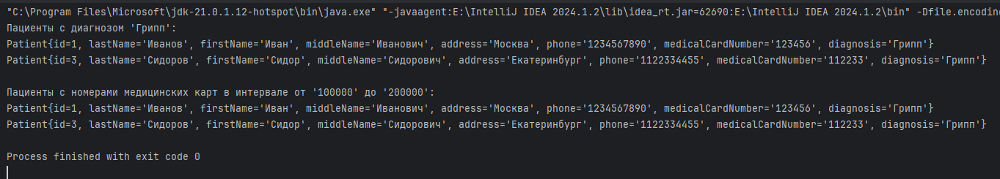 "C:\Program Files\Microsoft\jdk-21.0.1.12-hotspot\bin\java.exe" "-javaagent:E:\IntelliJ IDEA 2024.1.2\lib\idea_rt.jar=62690:E:\IntelliJ IDEA 2024.1.2\bin" -Dfile.encoding
Пациенты с диагнозом 'Грипп':
Patient{id=1, lastName='Иванов', firstName='Иван', middleName='Иванович', address='Москва', phone='1234567890', medicalCardNumber='123456', diagnosis='Грипп'}
Patient{id=3, lastName='Сидоров', firstName='Сидор', middleName='Сидорович', address='Екатеринбург', phone='1122334455', medicalCardNumber='112233', diagnosis='Грипп'}
Пациенты с номерами медицинских карт в интервале от '100000' до '200000':
Patient{id=1, lastName='Иванов', firstName='Иван', middleName='Иванович', address='Москва', phone='1234567890', medicalCardNumber='123456', diagnosis='Грипп'}
Patient{id=3, lastName='Сидоров', firstName='Сидор', middleName='Сидорович', address='Екатеринбург', phone='1122334455', medicalCardNumber='112233', diagnosis='Грипп'}
Process finished with exit code 0